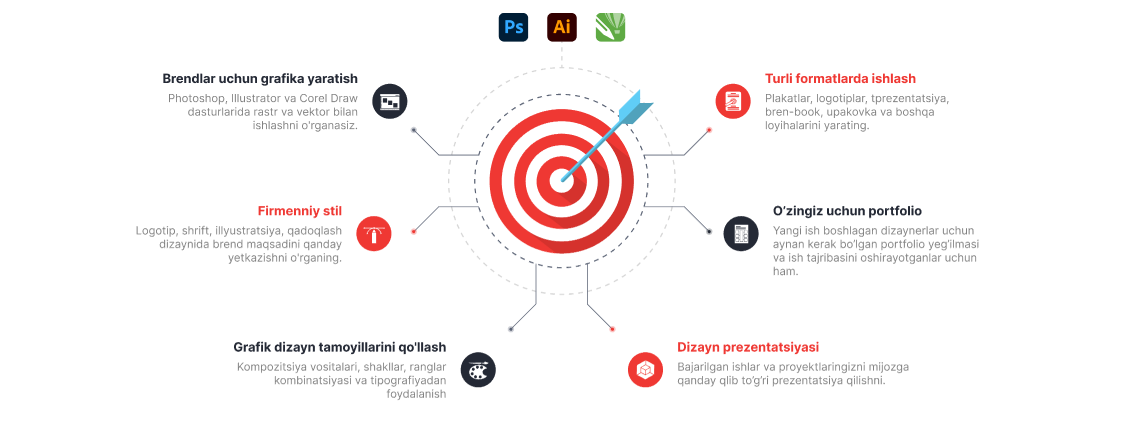 Ps Ai
Brendlar uchun grafika yaratish
Photoshop, Illustrator va Corel Draw
dasturlarida rastr va vektor bilan
ishlashni o'rganasiz.
Turli formatlarda ishlash
Plakatlar, logotiplar, tprezentatsiya,
bren-book, upakovka va boshqa
loyihalarini yarating.
Firmenniy stil
Logotip, shrift, illyustratsiya, qadoqlash
dizaynida brend maqsadini qanday
yetkazishni o'rganing.
O’zingiz uchun portfolio
Yangi ish boshlagan dizaynerlar uchun
aynan kerak bo’lgan portfolio yeg’ilmasi
va ish tajribasini oshirayotganlar uchun
ham.
Grafik dizayn tamoyillarini qo'llash
Kompozitsiya vositalari, shakllar, ranglar
kombinatsiyasi va tipografiyadan
foydalanish
Dizayn prezentatsiyasi
Bajarilgan ishlar va proyektlaringizni mijozga
qanday qlib to’g’ri prezentatsiya qilishni.